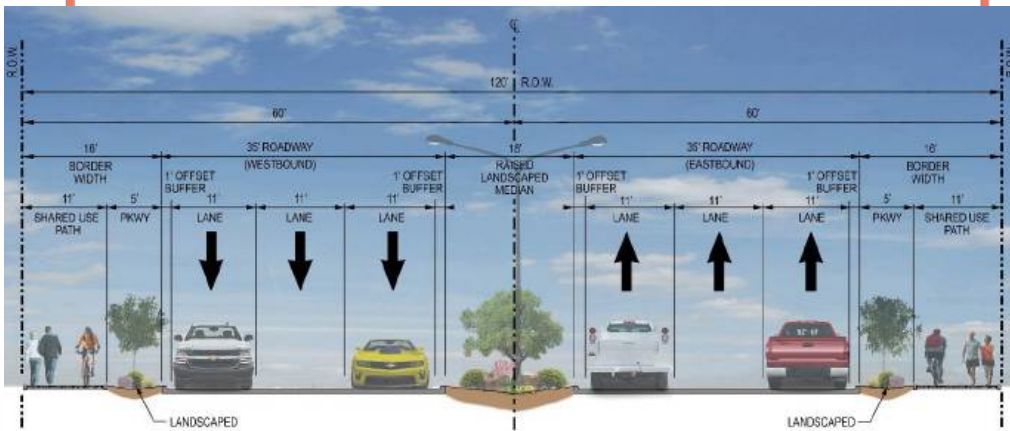 ℄
R.O.W.
R.O.W.
120' R.O.W.
60'
60'
16'
35' ROADWAY
18'
35' ROADWAY
16'
BORDER
WIDTH
(WESTBOUND)
RAISED
LANDSCAPED
MEDIAN
(EASTBOUND)
BORDER
WIDTH
1' OFFSET
BUFFER
1' OFFSET
BUFFER
1' OFFSET
BUFFER
1' OFFSET
BUFFER
11'
5'
11'
11'
11'
11'
11'
11'
5'
11'
SHARED USE
PATH
PKWY
LANE
LANE
LANE
LANE
LANE
LANE
PKWY
SHARED USE
PATH
LANDSCAPED
LANDSCAPED